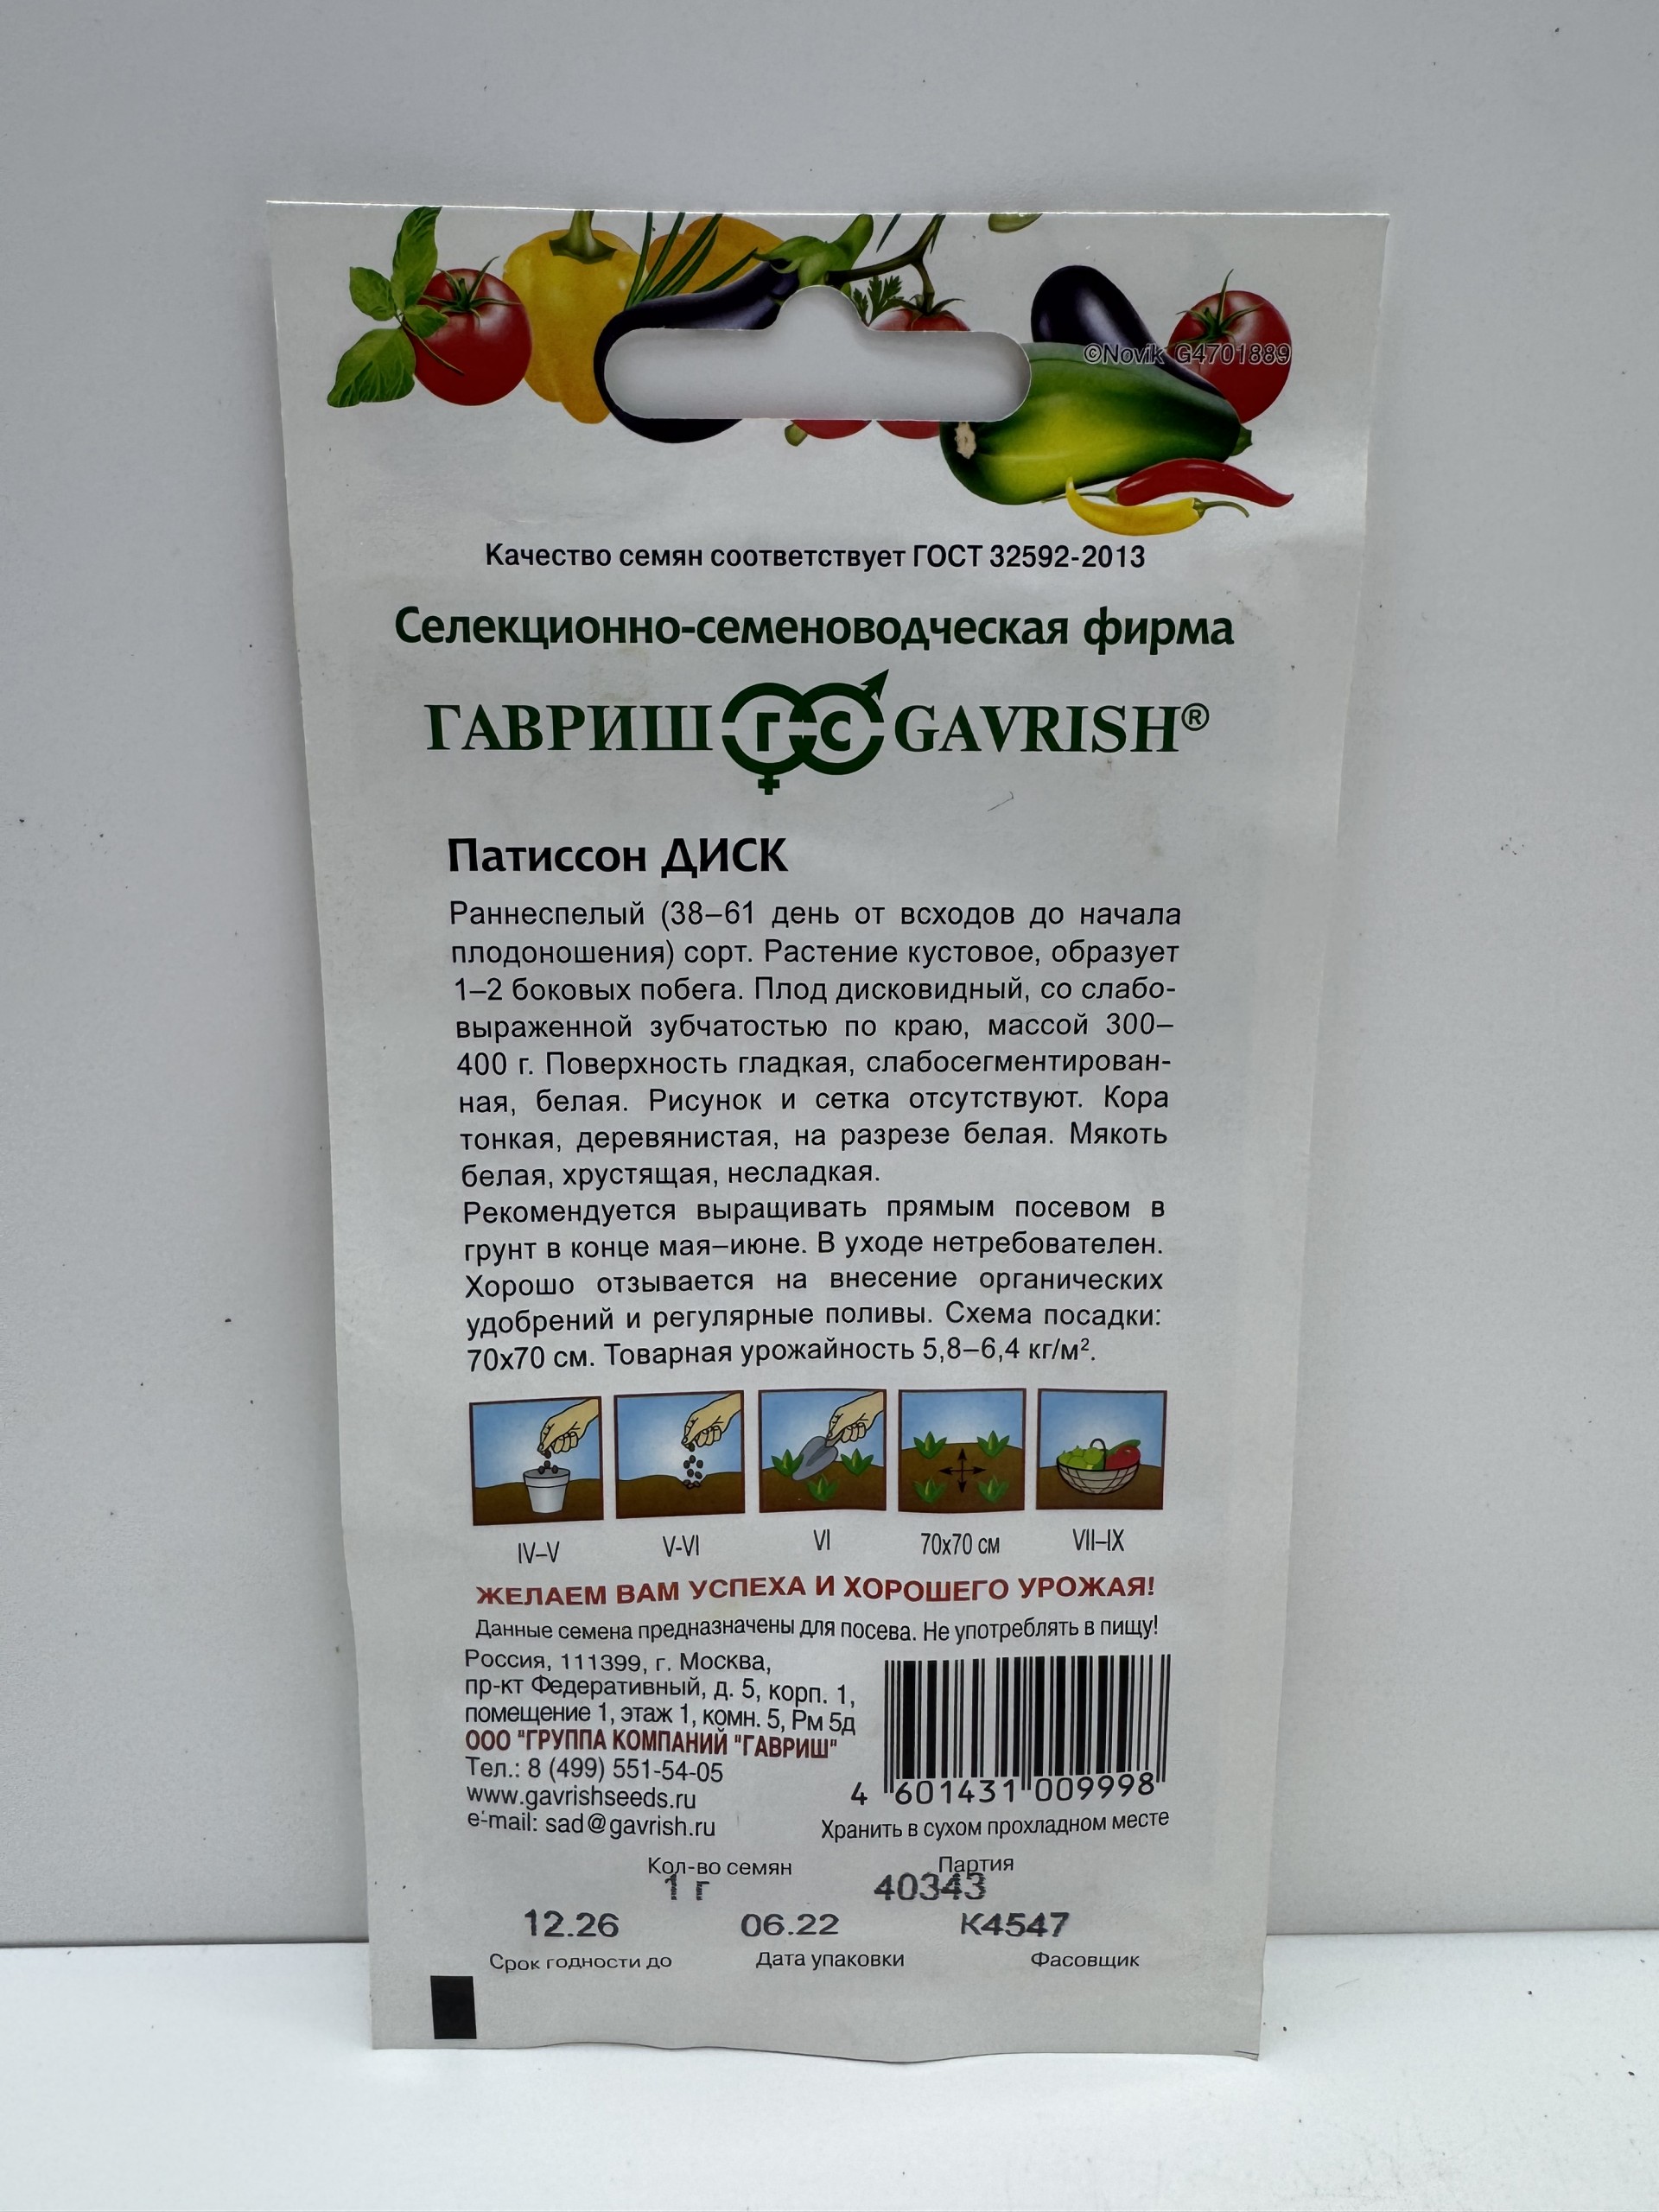 ©Novik G4701889
Качество семян соответствует ГОСТ 32592-2013
Селекционно-семеноводческая фирма
ГАВРИШ ГС GAVRISH®
Патиссон ДИСК
Раннеспелый (38–61 день от всходов до начала
плодоношения) сорт. Растение кустовое, образует
1–2 боковых побега. Плод дисковидный, со слабо-
выраженной зубчатостью по краю, массой 300–
400 г. Поверхность гладкая, слабосегментирован-
ная, белая. Рисунок и сетка отсутствуют. Кора
тонкая, деревянистая, на разрезе белая. Мякоть
белая, хрустящая, несладкая.
Рекомендуется выращивать прямым посевом в
грунт в конце мая–июне. В уходе нетребователен.
Хорошо отзывается на внесение органических
удобрений и регулярные поливы. Схема посадки:
70х70 см. Товарная урожайность 5,8–6,4 кг/м².
IV–V V-VI VI 70х70 см VII–IX
ЖЕЛАЕМ ВАМ УСПЕХА И ХОРОШЕГО УРОЖАЯ!
Данные семена предназначены для посева. Не употреблять в пищу!
Россия, 111399, г. Москва,
пр-кт Федеративный, д. 5, корп. 1,
помещение 1, этаж 1, комн. 5, Рм 5д
ООО "ГРУППА КОМПАНИЙ "ГАВРИШ"
Тел.: 8 (499) 551-54-05
www.gavrishseeds.ru
e-mail: sad@gavrish.ru
4 601431 009998
Хранить в сухом прохладном месте
Кол-во семян Партия
1 г 40343
12.26 06.22 К4547
Срок годности до Дата упаковки Фасовщик